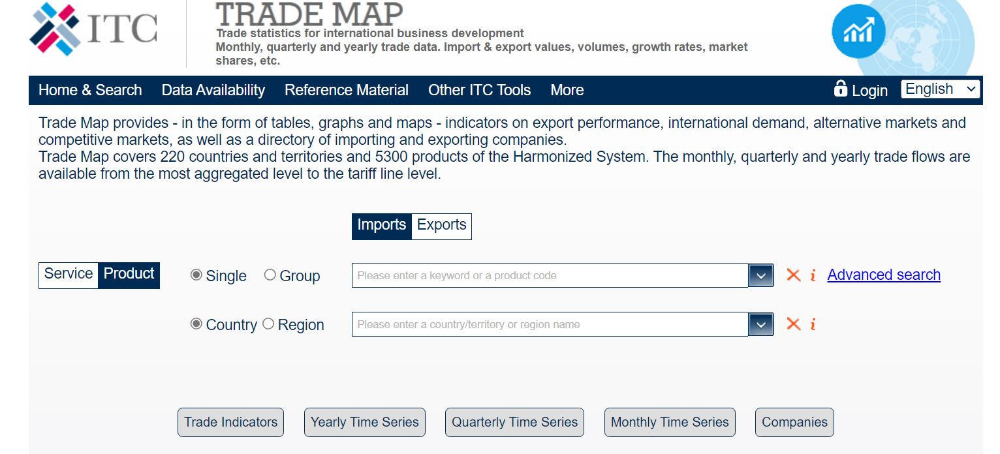 ITC
TRADE MAP
Trade statistics for international business development
Monthly, quarterly and yearly trade data. Import & export values, volumes, growth rates, market
shares, etc.
Home & Search Data Availability Reference Material Other ITC Tools More Login English
Trade Map provides - in the form of tables, graphs and maps - indicators on export performance, international demand, alternative markets and
competitive markets, as well as a directory of importing and exporting companies.
Trade Map covers 220 countries and territories and 5300 products of the Harmonized System. The monthly, quarterly and yearly trade flows are
available from the most aggregated level to the tariff line level.
Imports Exports
Service Product Single Group Please enter a keyword or a product code i Advanced search
Country Region Please enter a country/territory or region name i
Trade Indicators Yearly Time Series Quarterly Time Series Monthly Time Series Companies